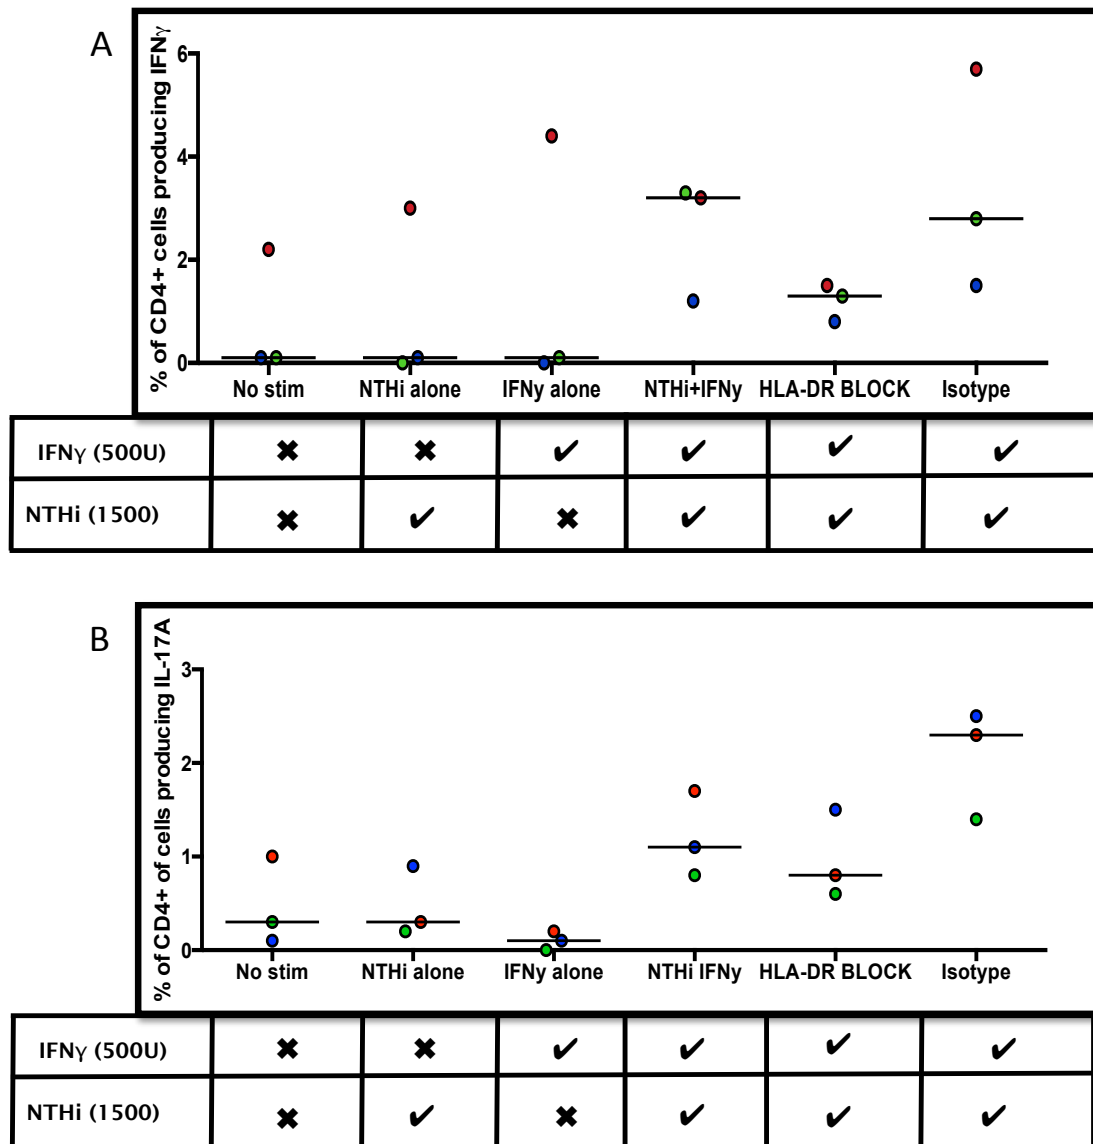 A
% of CD4+ cells producing IFNγ
6
4
2
0
No stim NTHi alone IFNy alone NTHi+IFNy HLA-DR BLOCK Isotype
IFNγ (500U) ✖ ✖ ✓ ✓ ✓ ✓
NTHi (1500) ✖ ✓ ✖ ✓ ✓ ✓
B
% of CD4+ of cells producing IL-17A
3
2
1
0
No stim NTHi alone IFNy alone NTHi IFNy HLA-DR BLOCK Isotype
IFNγ (500U) ✖ ✖ ✓ ✓ ✓ ✓
NTHi (1500) ✖ ✓ ✖ ✓ ✓ ✓